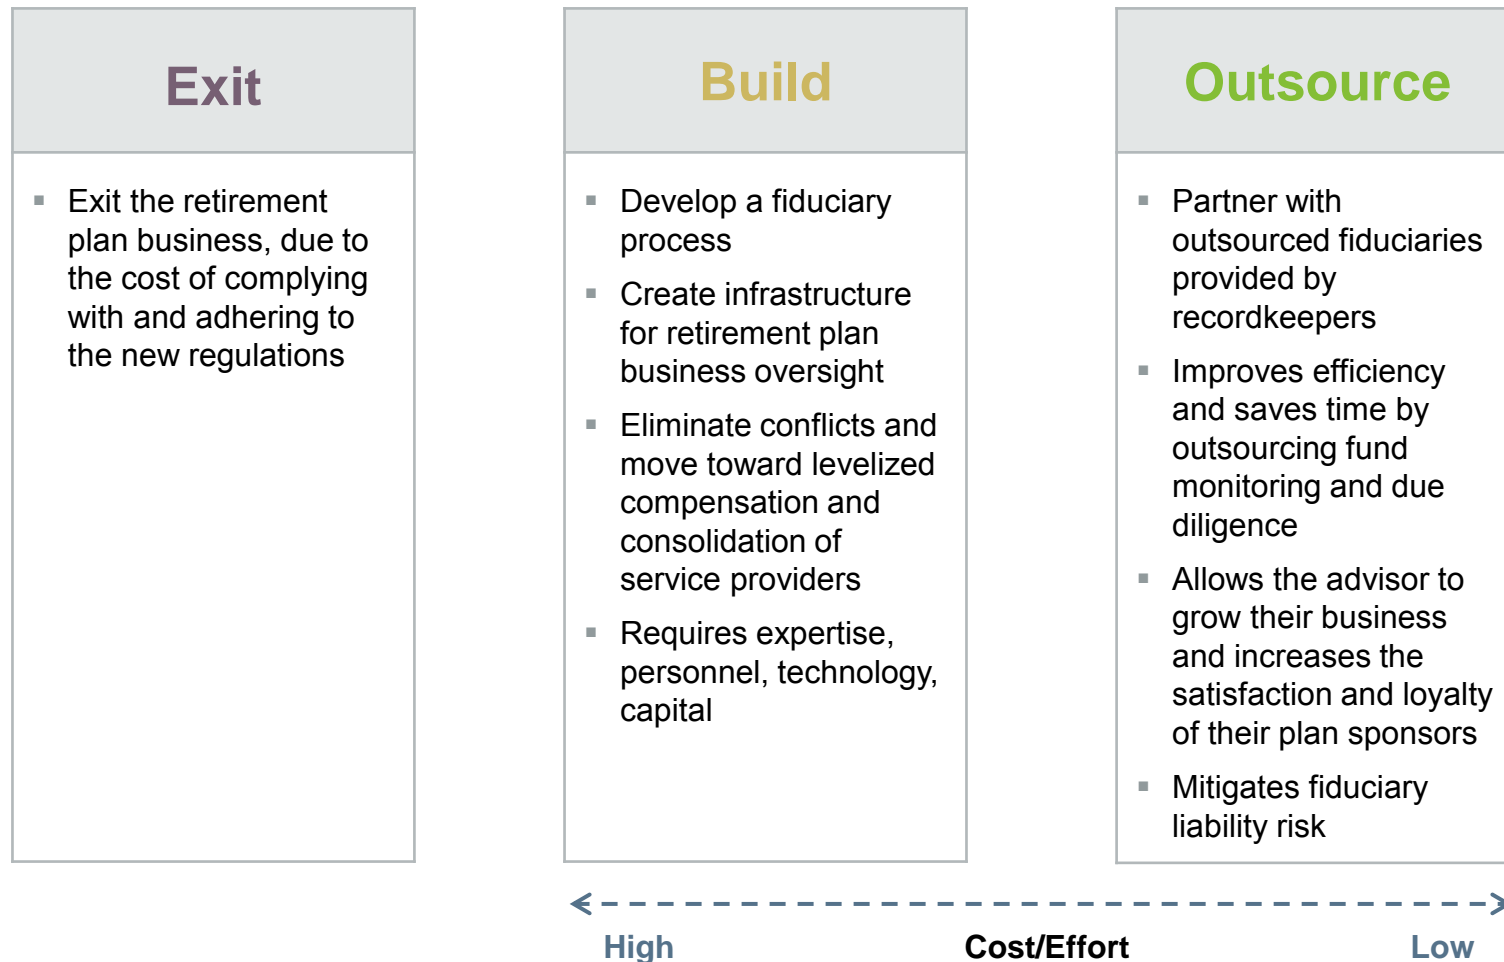 Exit
▪ Exit the retirement
plan business, due to
the cost of complying
with and adhering to
the new regulations
Build
▪ Develop a fiduciary
process
▪ Create infrastructure
for retirement plan
business oversight
▪ Eliminate conflicts and
move toward levelized
compensation and
consolidation of
service providers
▪ Requires expertise,
personnel, technology,
capital
Outsource
▪ Partner with
outsourced fiduciaries
provided by
recordkeepers
▪ Improves efficiency
and saves time by
outsourcing fund
monitoring and due
diligence
▪ Allows the advisor to
grow their business
and increases the
satisfaction and loyalty
of their plan sponsors
▪ Mitigates fiduciary
liability risk
High Cost/Effort Low